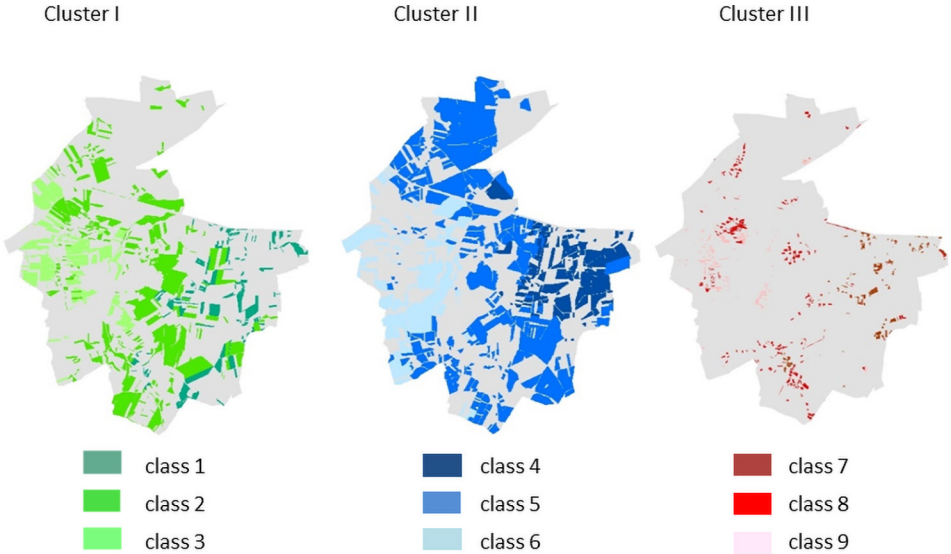 Cluster I
Cluster II
Cluster III
class 1
class 4
class 7
class 2
class 5
class 8
class 3
class 6
class 9